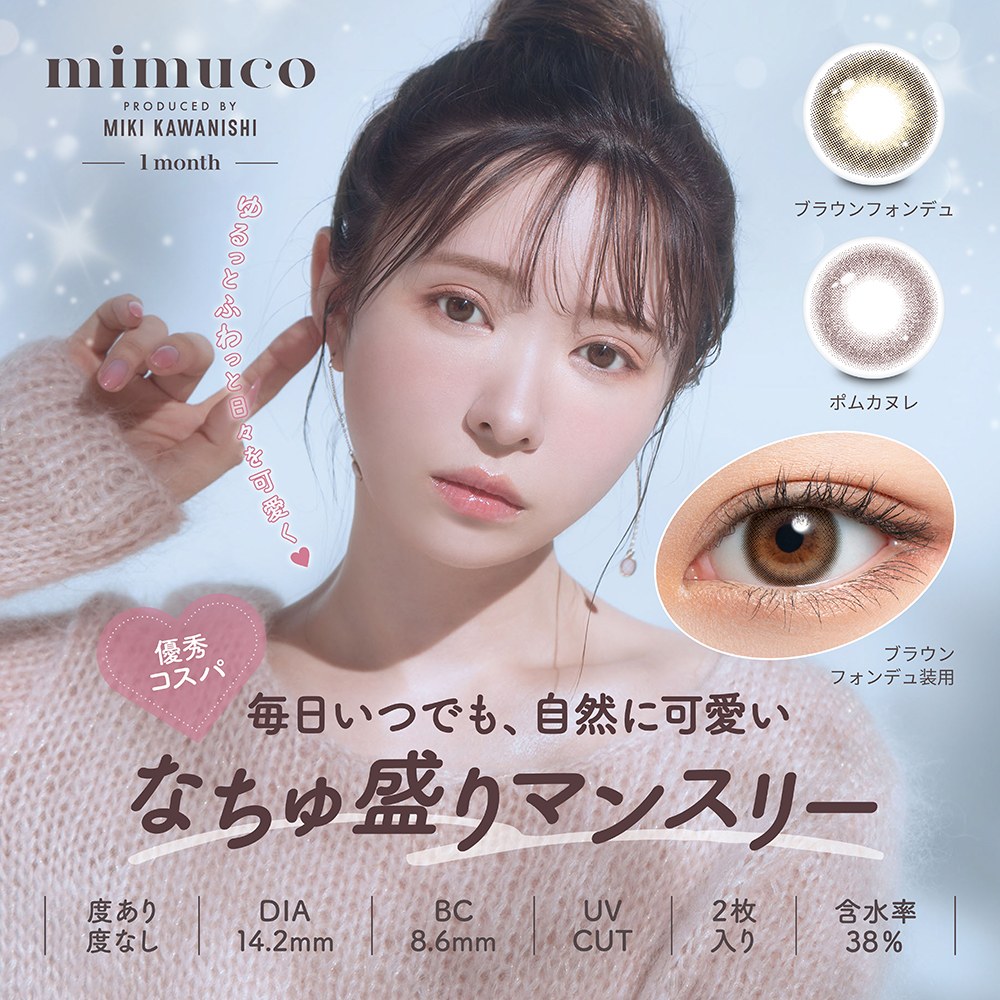 mimuco
PRODUCED BY
MIKI KAWANISHI
1 month
ゆるっとふわっと日々を可愛く
ブラウンフォンデュ
ポムカヌレ
ブラウン
フォンデュ装用
優秀
コスパ
毎日いつでも、自然に可愛い
なちゅ盛りマンスリー
度あり
度なし
DIA
14.2mm
BC
8.6mm
UV
CUT
2枚
入り
含水率
38%